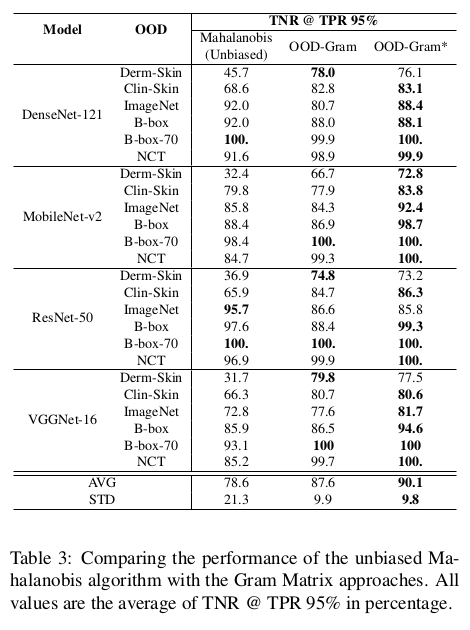 Model OOD TNR @ TPR 95%
Mahalanobis (Unbiased) OOD-Gram OOD-Gram*
DenseNet-121
Derm-Skin 45.7 78.0 76.1
Clin-Skin 68.6 82.8 83.1
ImageNet 92.0 80.7 88.4
B-box 92.0 88.0 88.1
B-box-70 100. 99.9 100.
NCT 91.6 98.9 99.9
MobileNet-v2
Derm-Skin 32.4 66.7 72.8
Clin-Skin 79.8 77.9 83.8
ImageNet 85.8 84.3 92.4
B-box 88.4 86.9 98.7
B-box-70 98.4 100. 100.
NCT 84.7 99.3 100.
ResNet-50
Derm-Skin 36.9 74.8 73.2
Clin-Skin 65.9 84.7 86.3
ImageNet 95.7 86.6 85.8
B-box 97.6 88.4 99.3
B-box-70 100. 100. 100.
NCT 96.9 99.9 100.
VGGNet-16
Derm-Skin 31.7 79.8 77.5
Clin-Skin 66.3 80.7 80.6
ImageNet 72.8 77.6 81.7
B-box 85.9 86.5 94.6
B-box-70 93.1 100 100
NCT 85.2 99.7 100.
AVG 78.6 87.6 90.1
STD 21.3 9.9 9.8
Table 3: Comparing the performance of the unbiased Ma-
halanobis algorithm with the Gram Matrix approaches. All
values are the average of TNR @ TPR 95% in percentage.